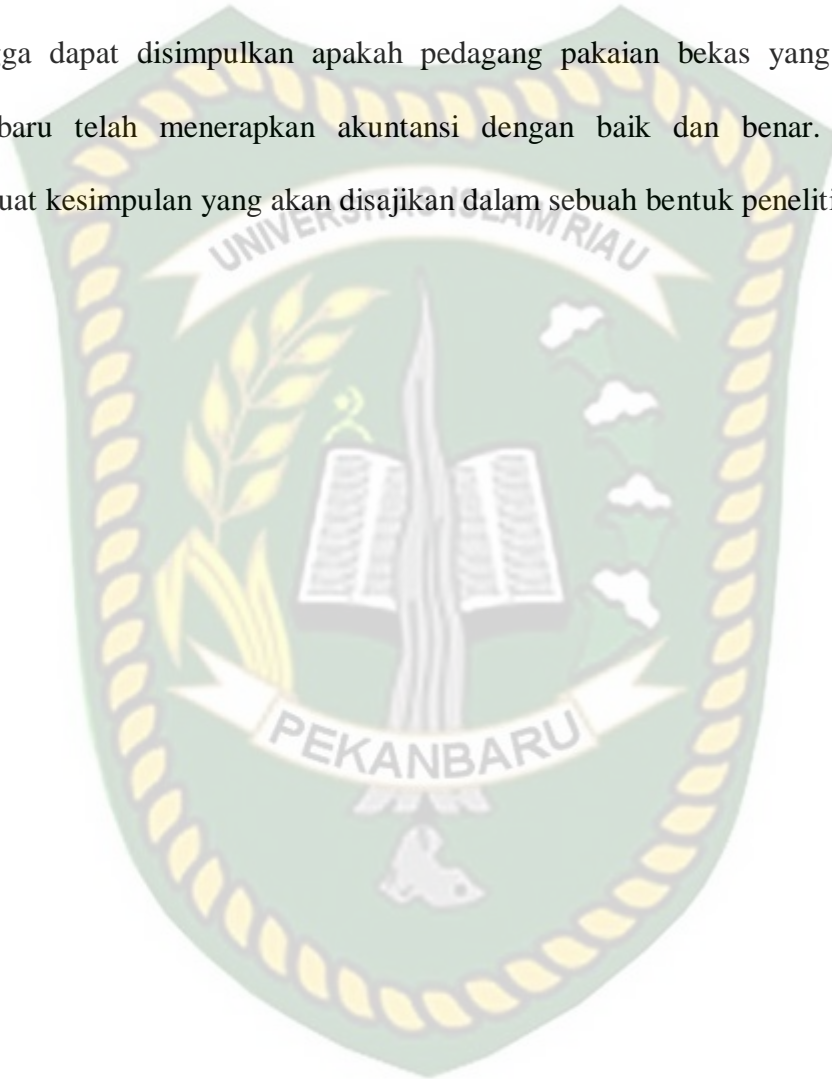 gga dapat disimpulkan apakah pedagang pakaian bekas yang
baru telah menerapkan akuntansi dengan baik dan benar.
uat kesimpulan yang akan disajikan dalam sebuah bentuk peneliti
UNIVERSITAS ISLAM RIAU
PEKANBARU